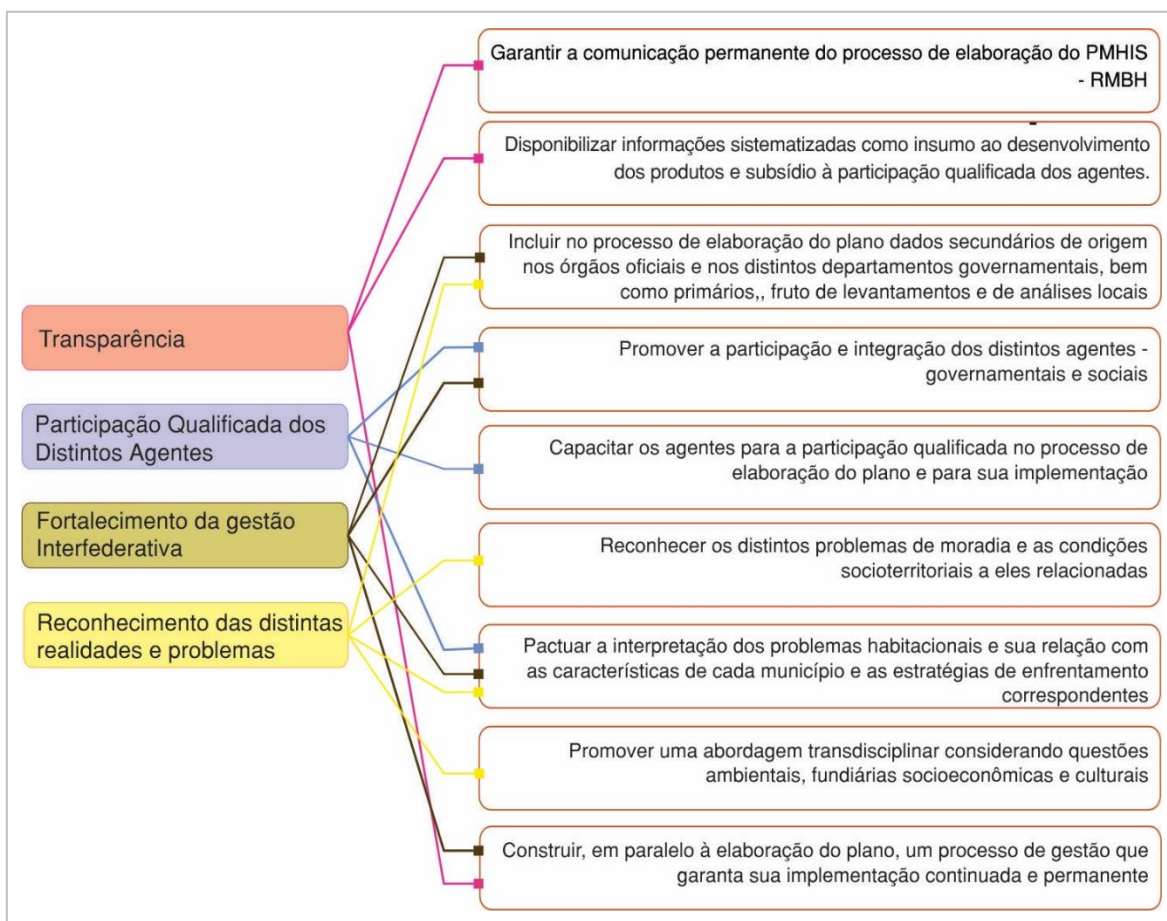 Garantir a comunicação permanente do processo de elaboração do PMHIS
- RMBH
Disponibilizar informações sistematizadas como insumo ao desenvolvimento
dos produtos e subsídio à participação qualificada dos agentes.
Incluir no processo de elaboração do plano dados secundários de origem
nos órgãos oficiais e nos distintos departamentos governamentais, bem
como primários,, fruto de levantamentos e de análises locais
Transparência
Promover a participação e integração dos distintos agentes -
governamentais e sociais
Participação Qualificada dos
Distintos Agentes
Capacitar os agentes para a participação qualificada no processo de
elaboração do plano e para sua implementação
Fortalecimento da gestão
Interfederativa
Reconhecer os distintos problemas de moradia e as condições
socioterritoriais a eles relacionadas
Reconhecimento das distintas
realidades e problemas
Pactuar a interpretação dos problemas habitacionais e sua relação com
as características de cada município e as estratégias de enfrentamento
correspondentes
Promover uma abordagem transdisciplinar considerando questões
ambientais, fundiárias socioeconômicas e culturais
Construir, em paralelo à elaboração do plano, um processo de gestão que
garanta sua implementação continuada e permanente